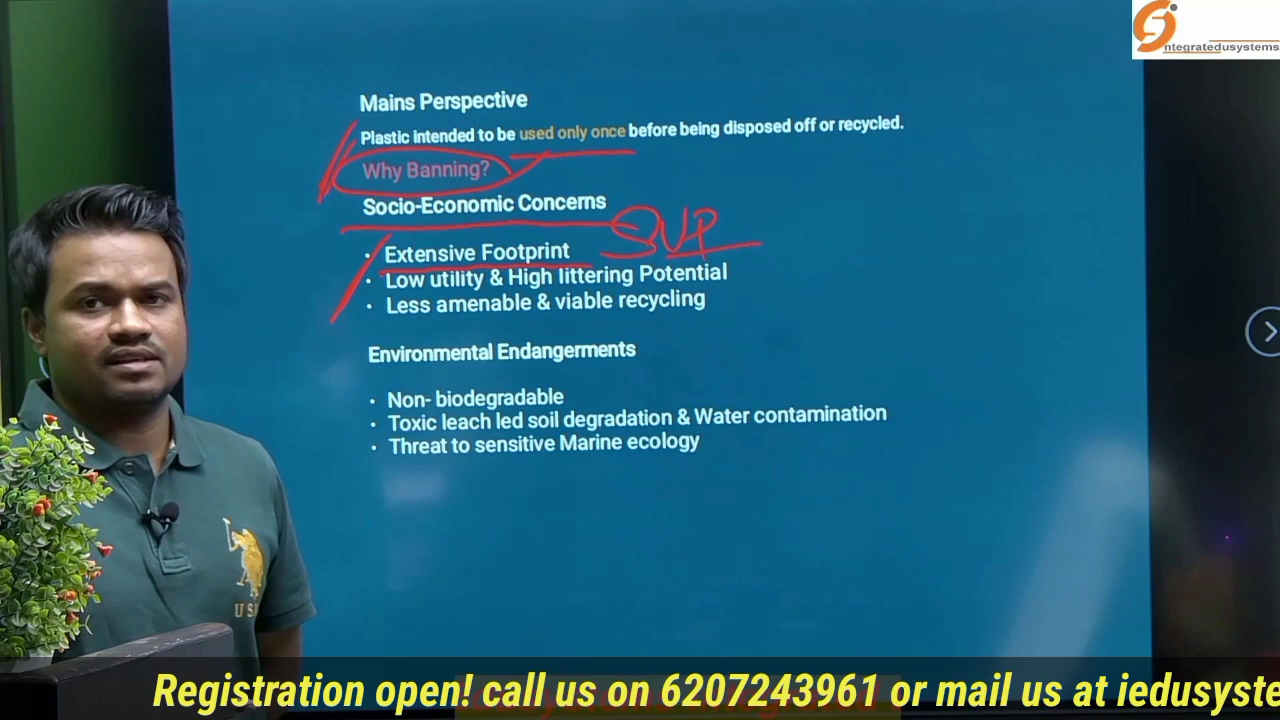 ntegratedusystems
Mains Perspective
Plastic intended to be used only once before being disposed off or recycled.
Why Banning?
Socio-Economic Concerns
SUP
• Extensive Footprint
• Low utility & High littering Potential
• Less amenable & viable recycling
Environmental Endangerments
• Non- biodegradable
• Toxic leach led soil degradation & Water contamination
• Threat to sensitive Marine ecology
Registration open! call us on 6207243961 or mail us at iedusyste